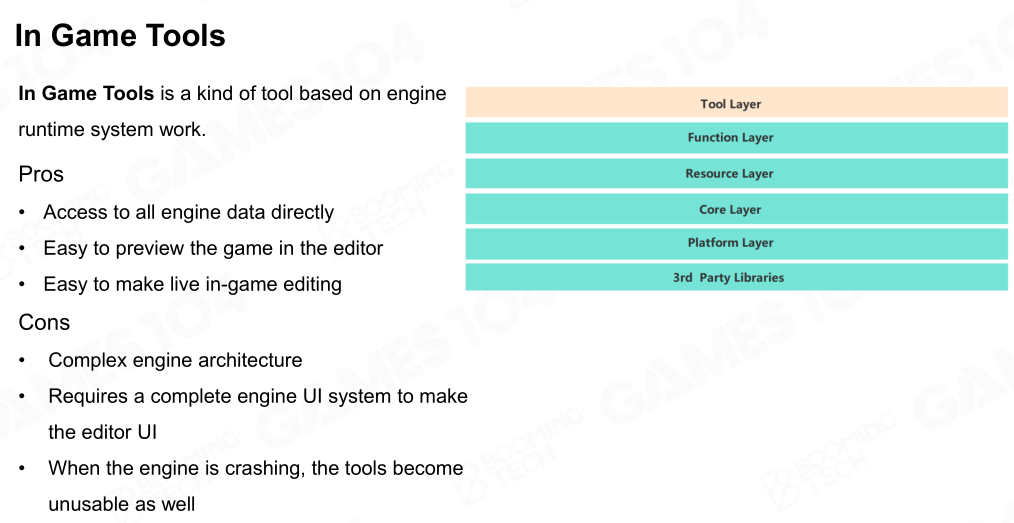 In Game Tools
In Game Tools is a kind of tool based on engine
runtime system work.
Pros
• Access to all engine data directly
• Easy to preview the game in the editor
• Easy to make live in-game editing
Cons
• Complex engine architecture
• Requires a complete engine UI system to make
the editor UI
• When the engine is crashing, the tools become
unusable as well
Tool Layer
Function Layer
Resource Layer
Core Layer
Platform Layer
3rd Party Libraries
GAMES104
BOOMING
TECH